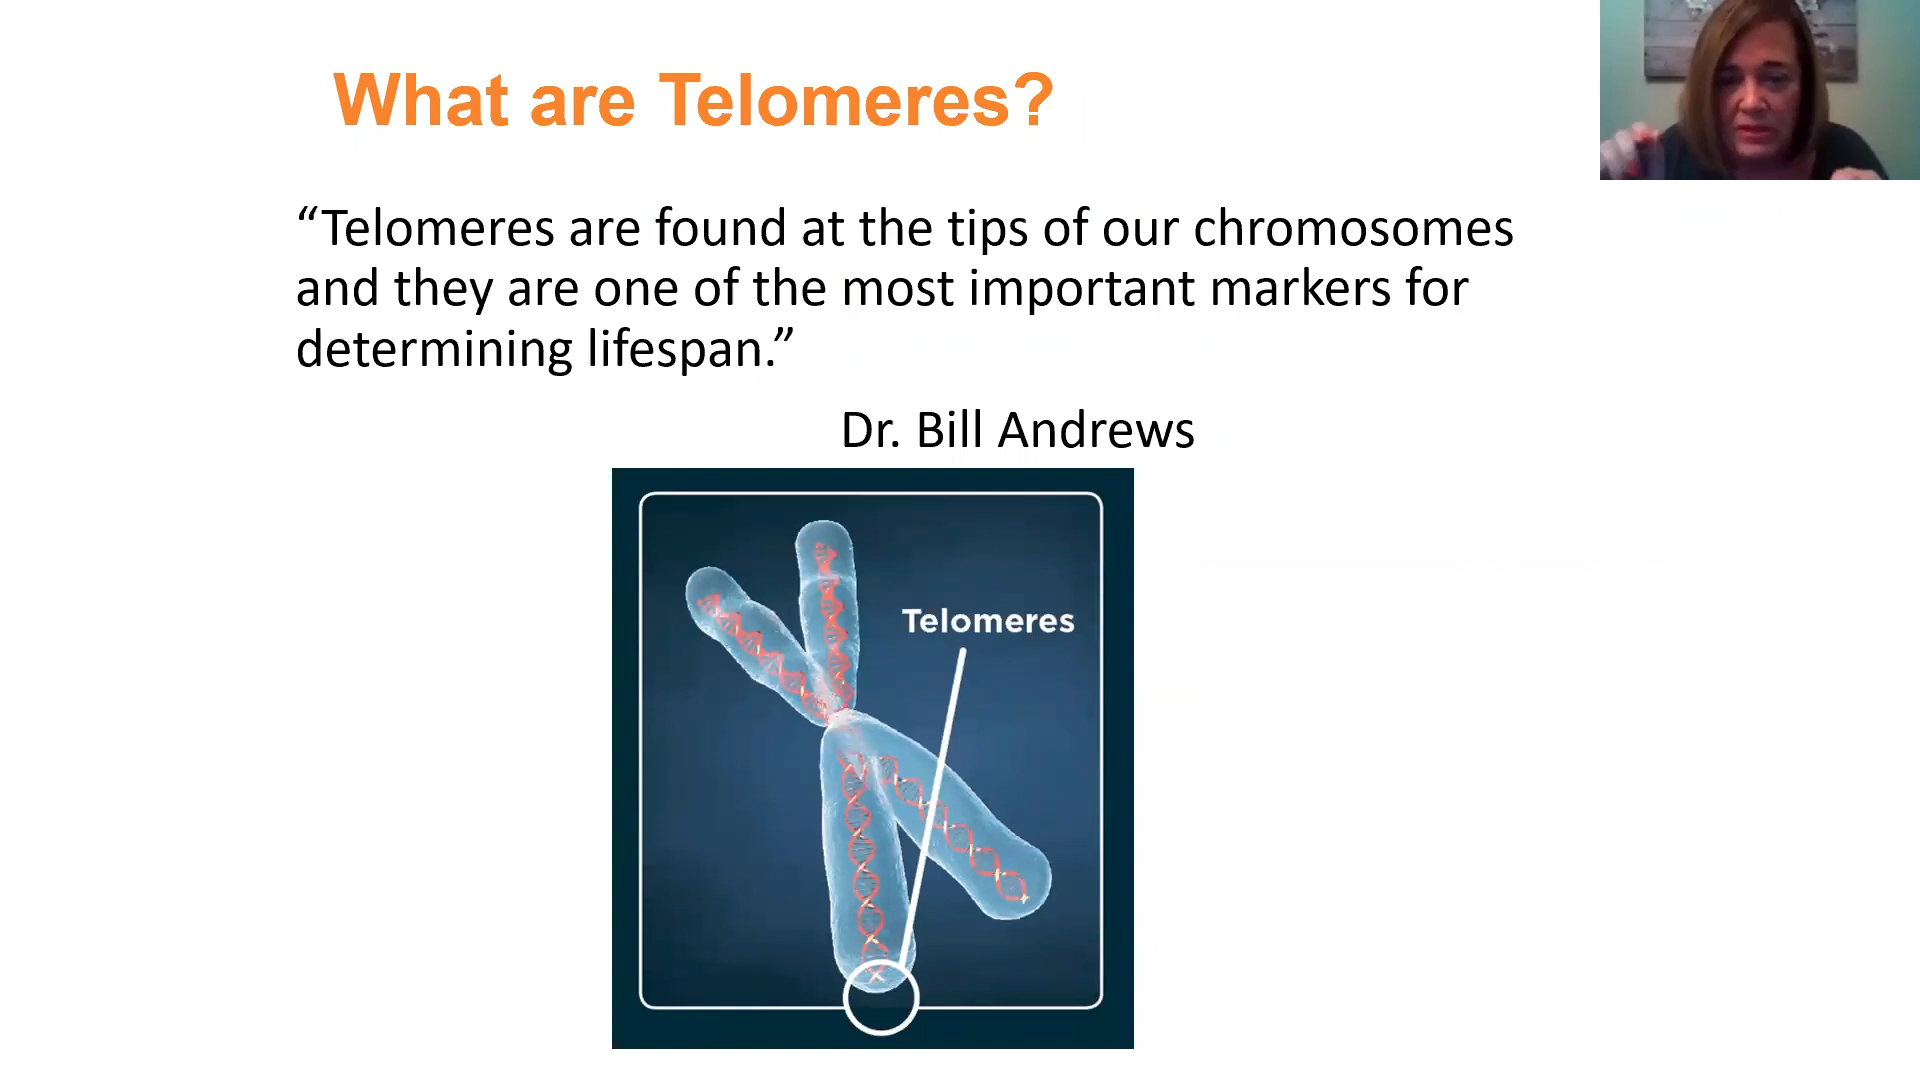 What are Telomeres?
“Telomeres are found at the tips of our chromosomes
and they are one of the most important markers for
determining lifespan.”
Dr. Bill Andrews
Telomeres